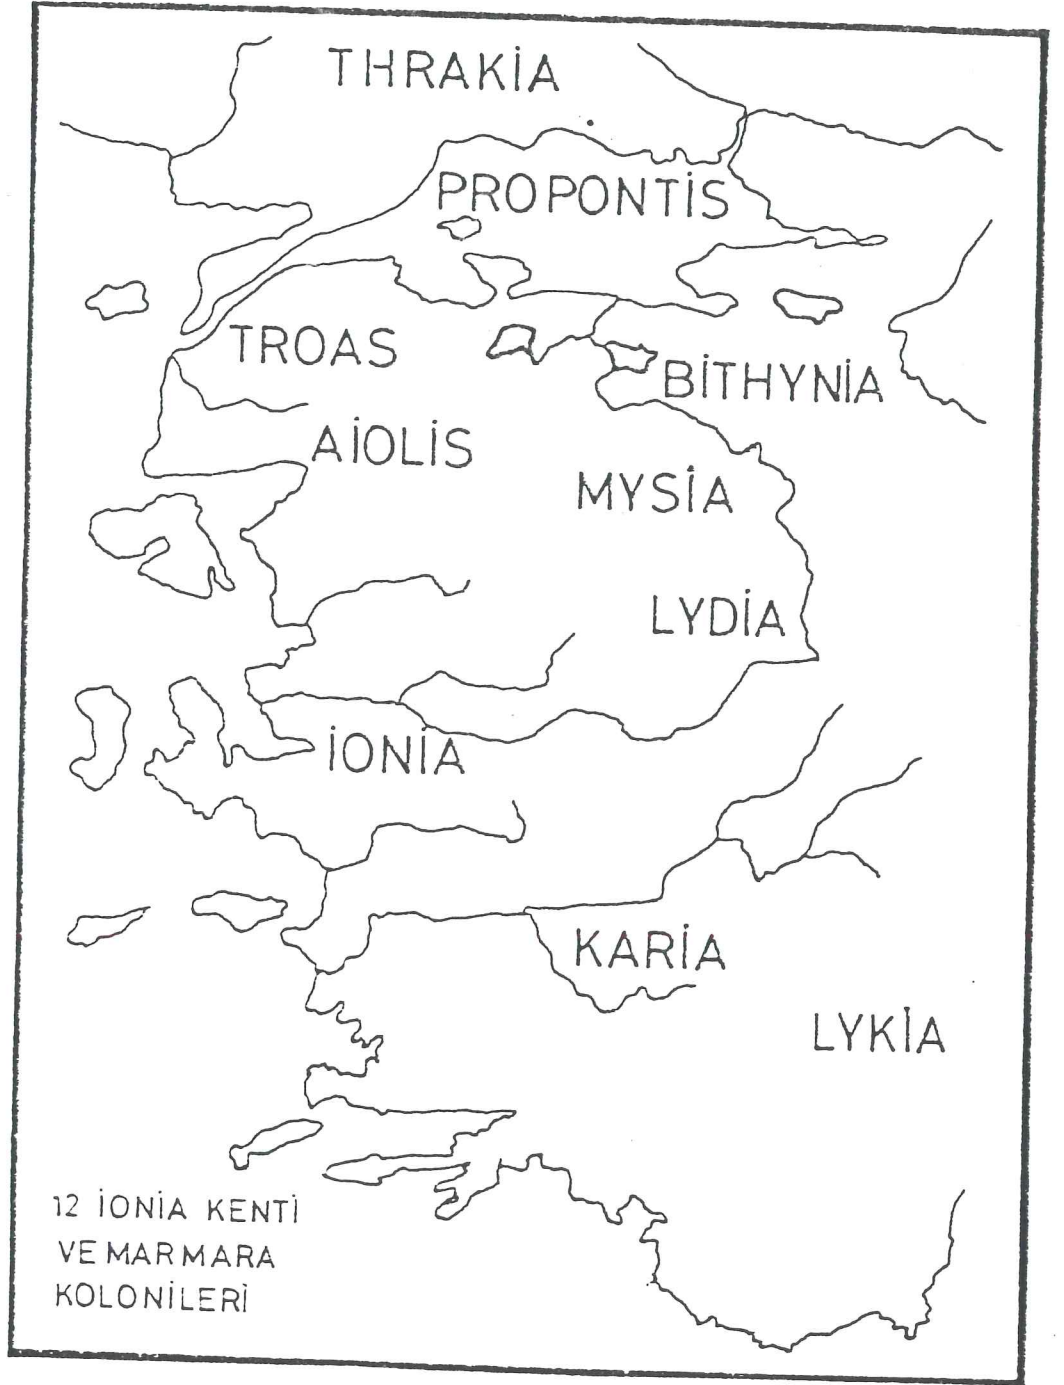 THRAKİA
PROPONTİS
TROAS
BİTHYNİA
AİOLİS
MYSİA
LYDİA
İONİA
KARİA
LYKİA
12 İONİA KENTİ
VE MARMARA
KOLONİLERİ